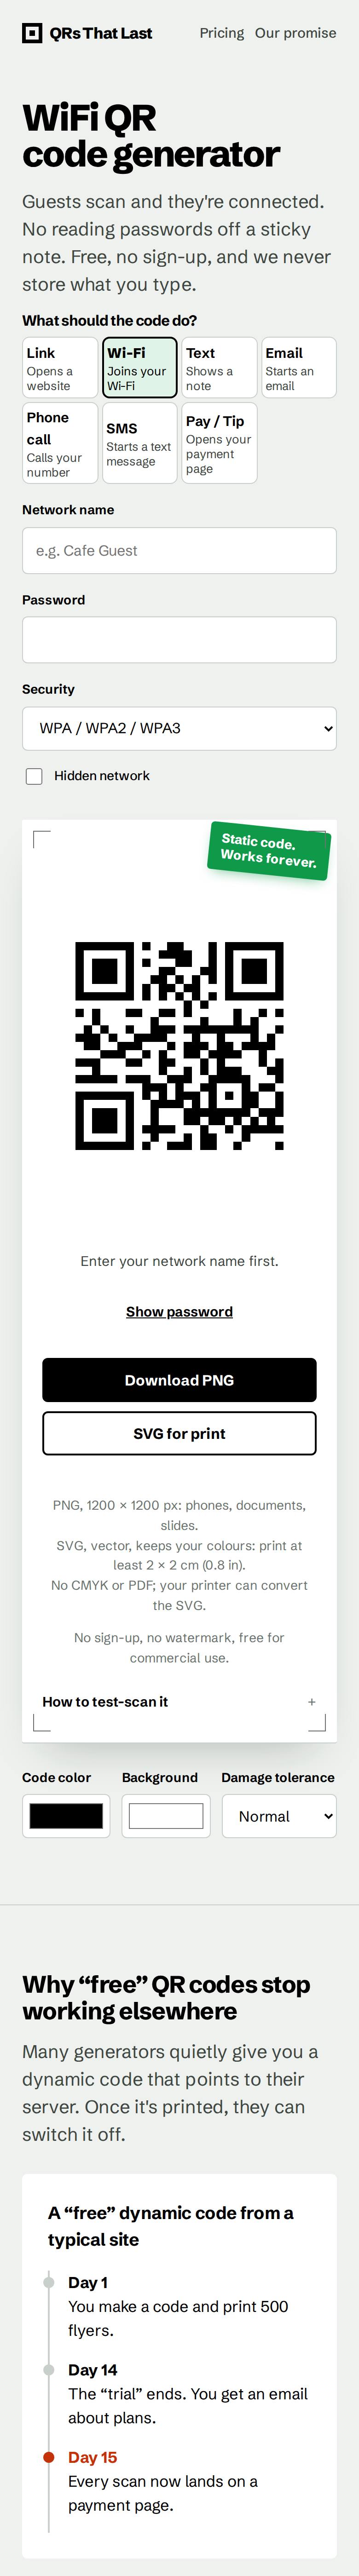 QRs That Last
Pricing Our promise
WiFi QR
code generator
Guests scan and they're connected.
No reading passwords off a sticky
note. Free, no sign-up, and we never
store what you type.
What should the code do?
Link
Opens a
website
Wi-Fi
Joins your
Wi-Fi
Text
Shows a
note
Email
Starts an
email
Phone
call
Calls your
number
SMS
Starts a text
message
Pay / Tip
Opens your
payment
page
Network name
e.g. Cafe Guest
Password
Security
WPA / WPA2 / WPA3
Hidden network
Static code.
Works forever.
Enter your network name first.
Show password
Download PNG
SVG for print
PNG, 1200 × 1200 px: phones, documents,
slides.
SVG, vector, keeps your colours: print at
least 2 × 2 cm (0.8 in).
No CMYK or PDF; your printer can convert
the SVG.
No sign-up, no watermark, free for
commercial use.
How to test-scan it +
Code color
Background
Damage tolerance
Normal
Why “free” QR codes stop
working elsewhere
Many generators quietly give you a
dynamic code that points to their
server. Once it's printed, they can
switch it off.
A “free” dynamic code from a
typical site
Day 1
You make a code and print 500
flyers.
Day 14
The “trial” ends. You get an email
about plans.
Day 15
Every scan now lands on a
payment page.